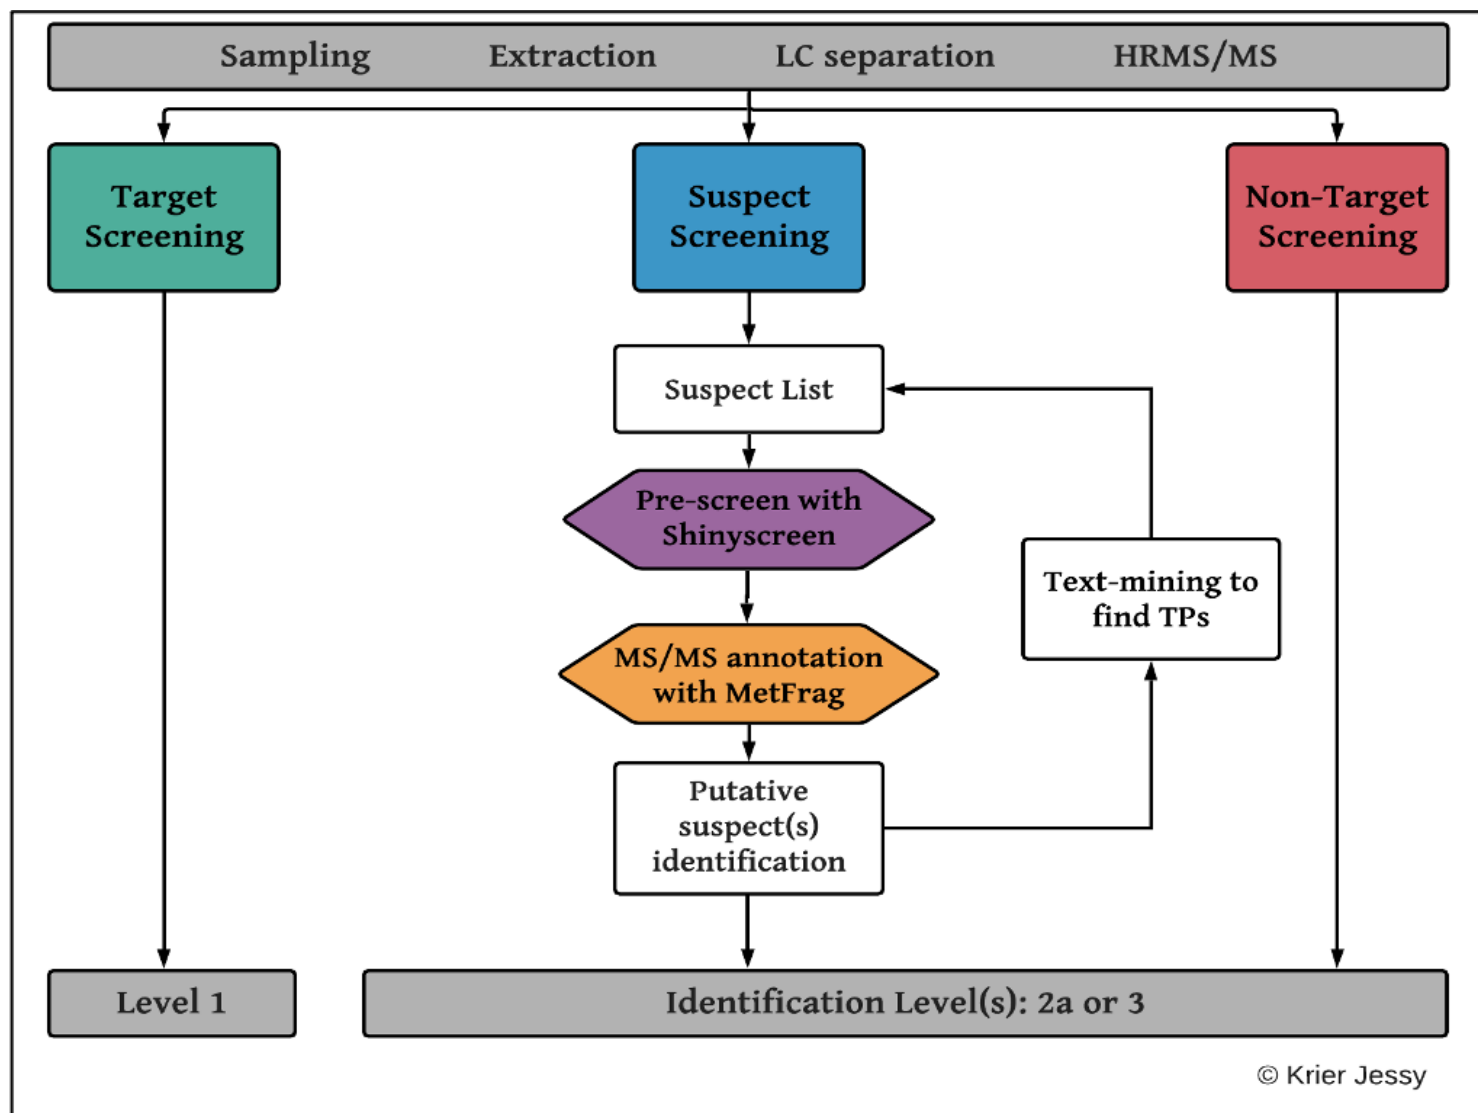 Sampling Extraction LC separation HRMS/MS
Target
Screening
Suspect
Screening
Non-Target
Screening
Suspect List
Pre-screen with
Shinyscreen
Text-mining to
find TPs
MS/MS annotation
with MetFrag
Putative
suspect(s)
identification
Level 1
Identification Level(s): 2a or 3
© Krier Jessy